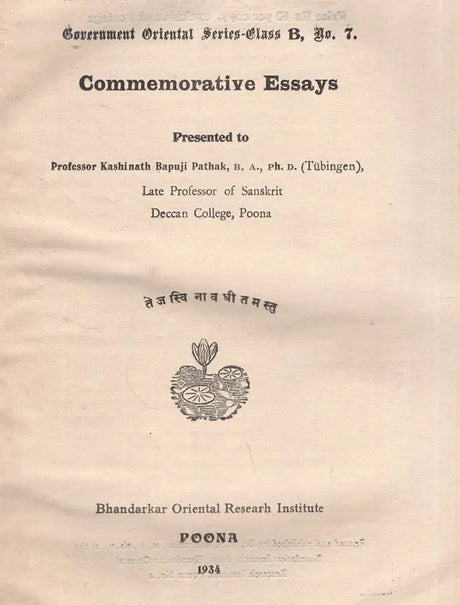 Government Oriental Series-Class B, No. 7.
Commemorative Essays
Presented to
Professor Kashinath Bapuji Pathak, B. A., Ph. D. (Tübingen),
Late Professor of Sanskrit
Deccan College, Poona
तेजस्वि नावधीतमस्तु
Bhandarkar Oriental Researh Institute
POONA
1934